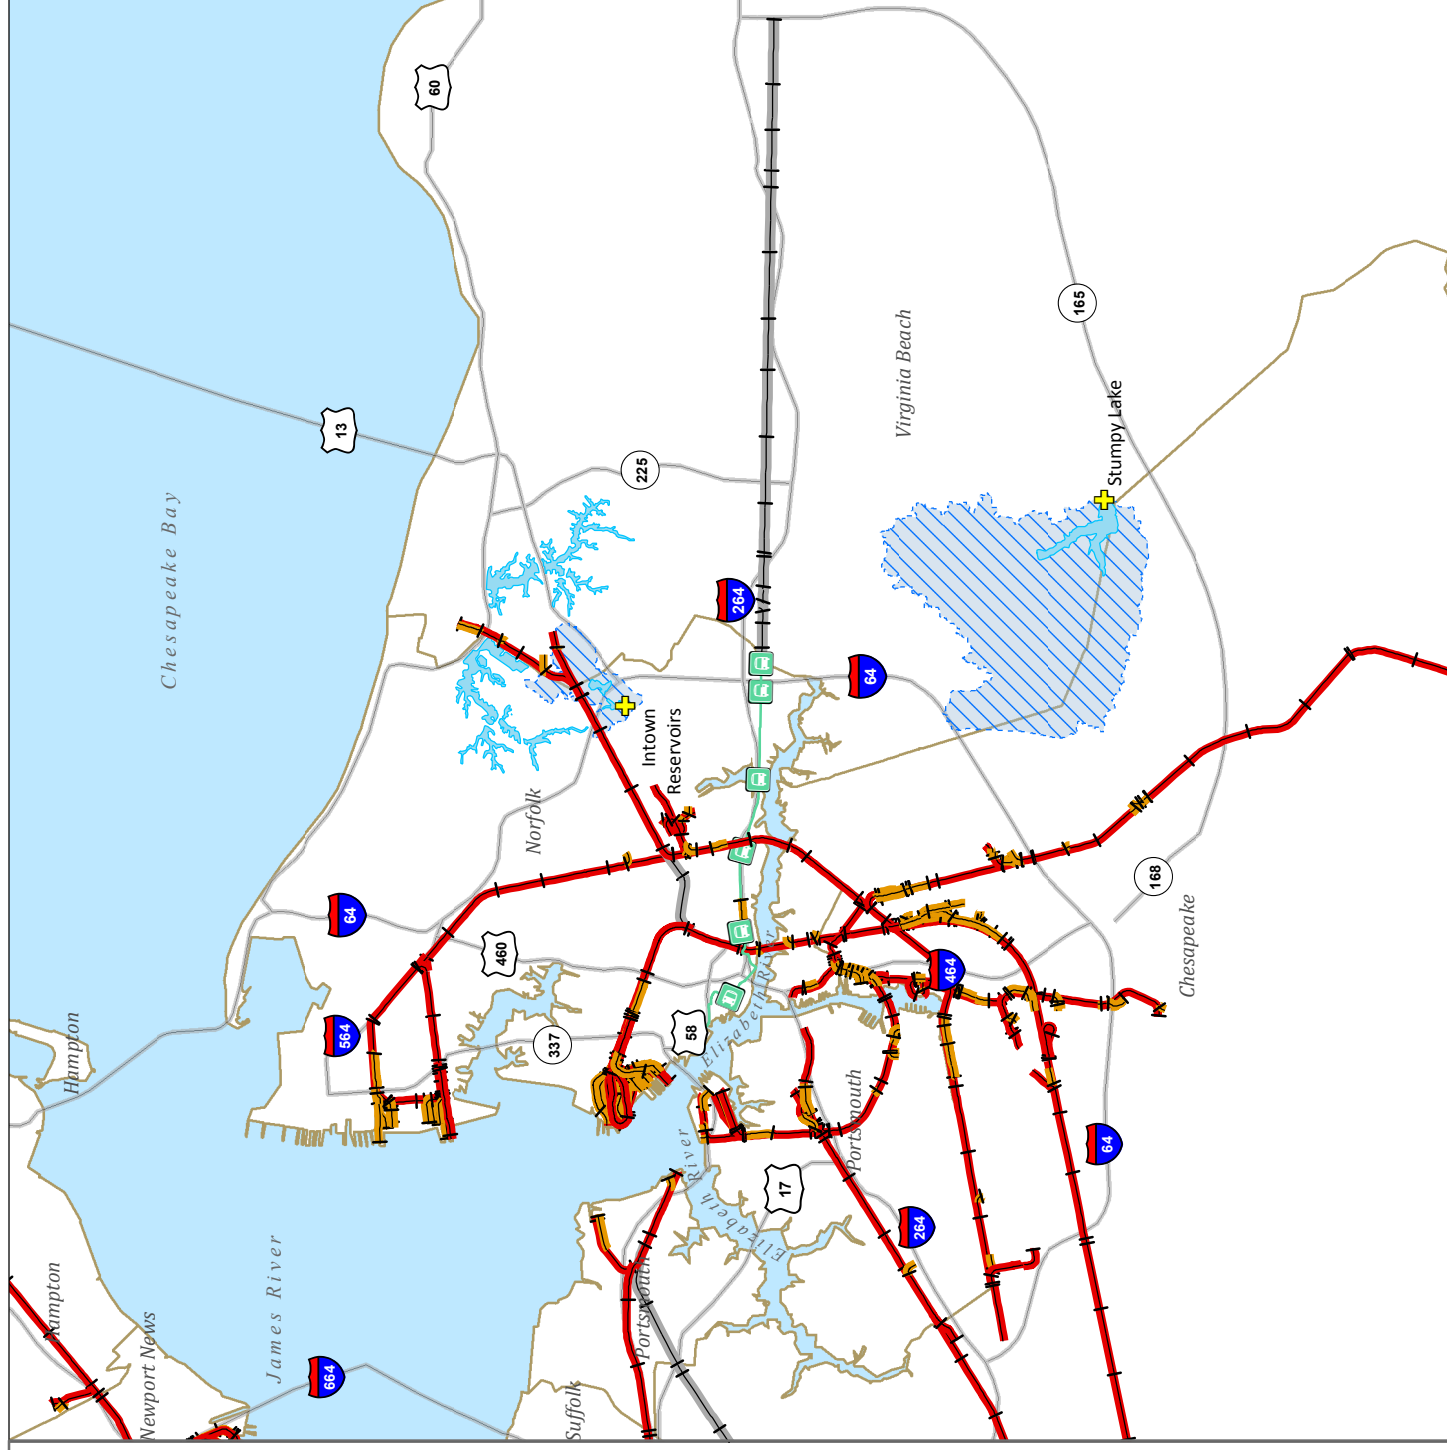 60
13
Chesapeake Bay
225
165
Virginia Beach
Stumpy Lake
264
64
Intown
Reservoirs
Norfolk
64
460
168
Chesapeake
464
Hampton
564
337
58
Elizabeth River
Portsmouth
64
River
Elizabeth
17
264
Hampton
James River
Newport News
664
Portsmouth
Suffolk